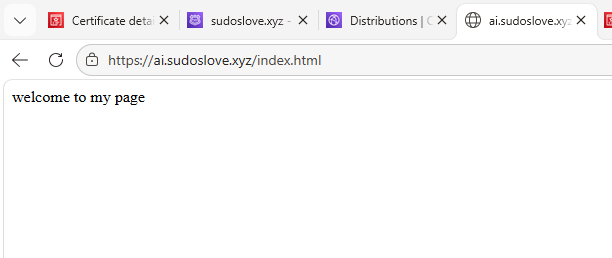 Certificate detai
sudoslove.xyz -
Distributions | C
ai.sudoslove.xyz
https://ai.sudoslove.xyz/index.html
welcome to my page